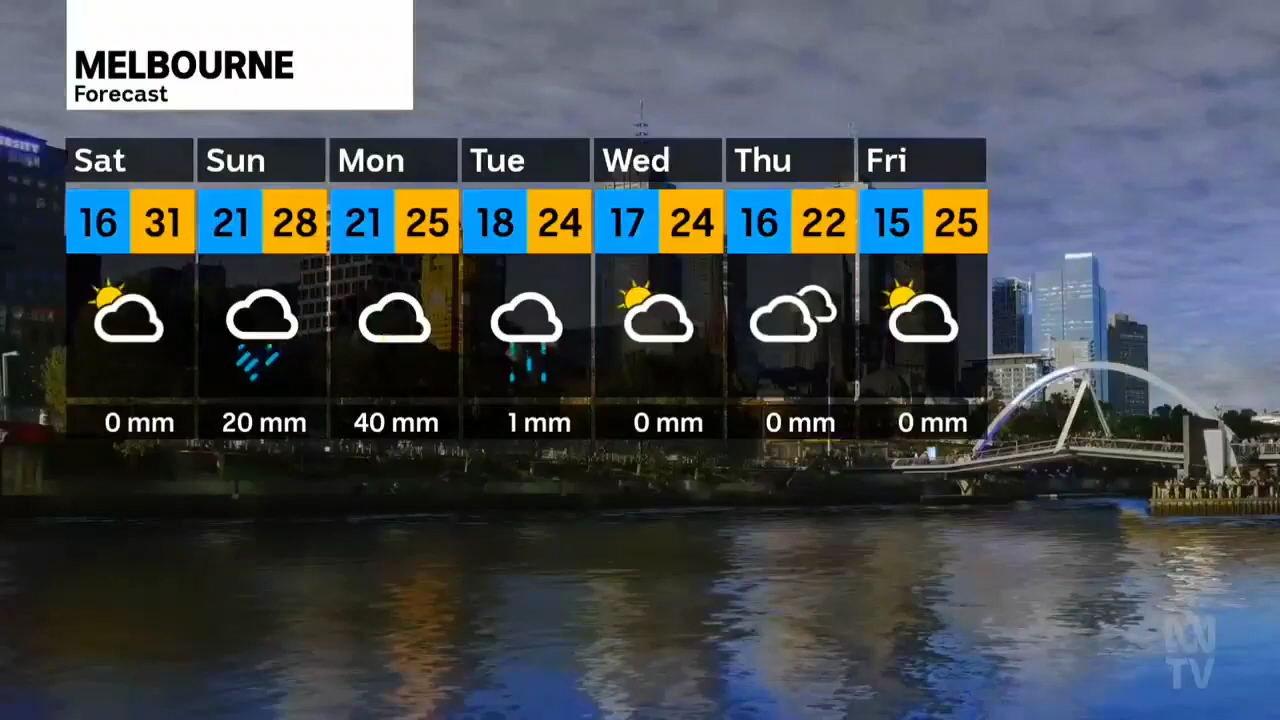 MELBOURNE
Forecast
Sat Sun Mon Tue Wed Thu Fri
16 31 21 28 21 25 18 24 17 24 16 22 15 25
0 mm 20 mm 40 mm 1 mm 0 mm 0 mm 0 mm
TV